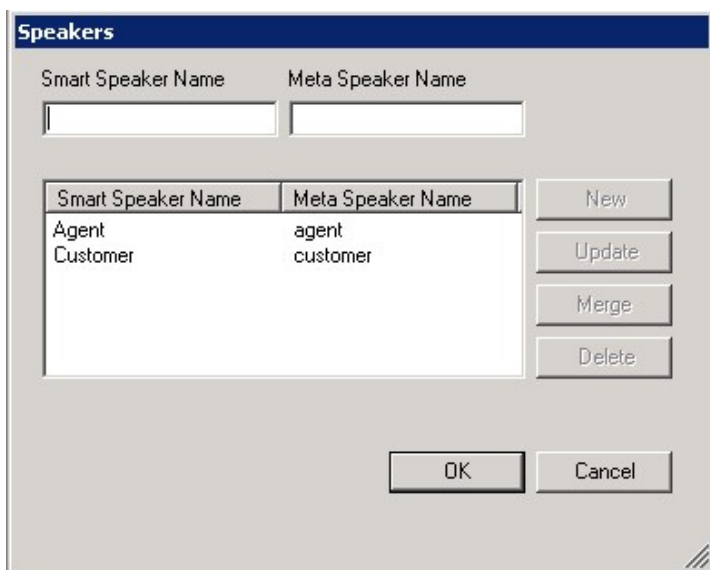 Speakers
Smart Speaker Name Meta Speaker Name
Smart Speaker Name Meta Speaker Name New
Agent agent
Customer customer Update
Merge
Delete
OK Cancel